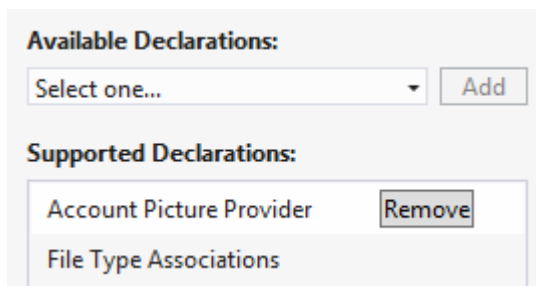 Available Declarations:
Select one... Add
Supported Declarations:
Account Picture Provider Remove
File Type Associations